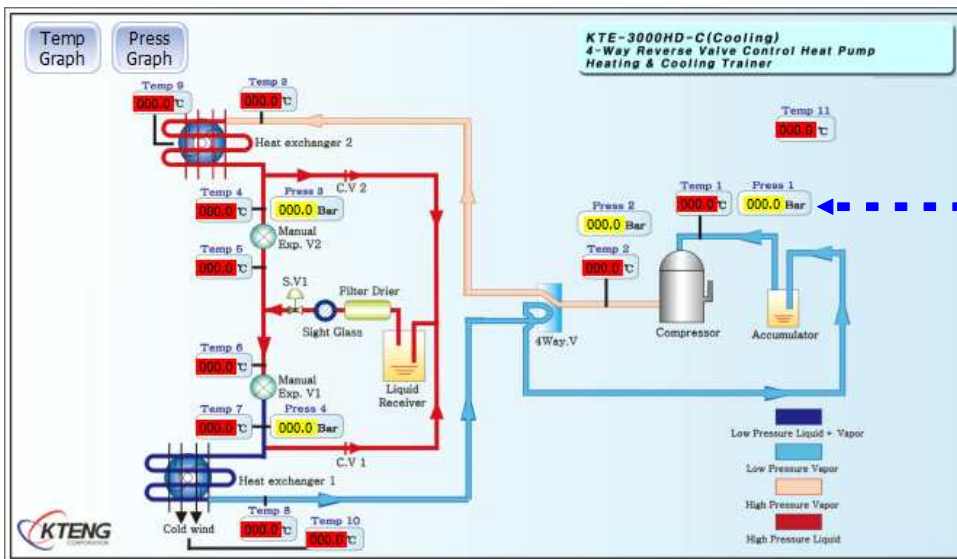 Temp
Graph
Press
Graph
KTE-3000HD-C(Cooling)
4-Way Reverse Valve Control Heat Pump
Heating & Cooling Trainer
Temp 9
000.0 ℃
Temp 3
000.0 ℃
Heat exchanger 2
Temp 11
000.0 ℃
C.V 2
Temp 4
000.0 ℃
Press 3
000.0 Bar
Temp 1
000.0 ℃
Press 1
000.0 Bar
Manual
Exp. V2
Press 2
000.0 Bar
Temp 5
000.0 ℃
Temp 2
000.0 ℃
S.V1
Filter Drier
Sight Glass
4Way.V
Compressor
Accumulator
Temp 6
000.0 ℃
Manual
Exp. V1
Liquid
Receiver
Temp 7
000.0 ℃
Press 4
000.0 Bar
C.V 1
Heat exchanger 1
Low Pressure Liquid + Vapor
Low Pressure Vapor
High Pressure Vapor
High Pressure Liquid
Cold wind
Temp 8
000.0 ℃
Temp 10
000.0 ℃
KTENG
CORPORATION